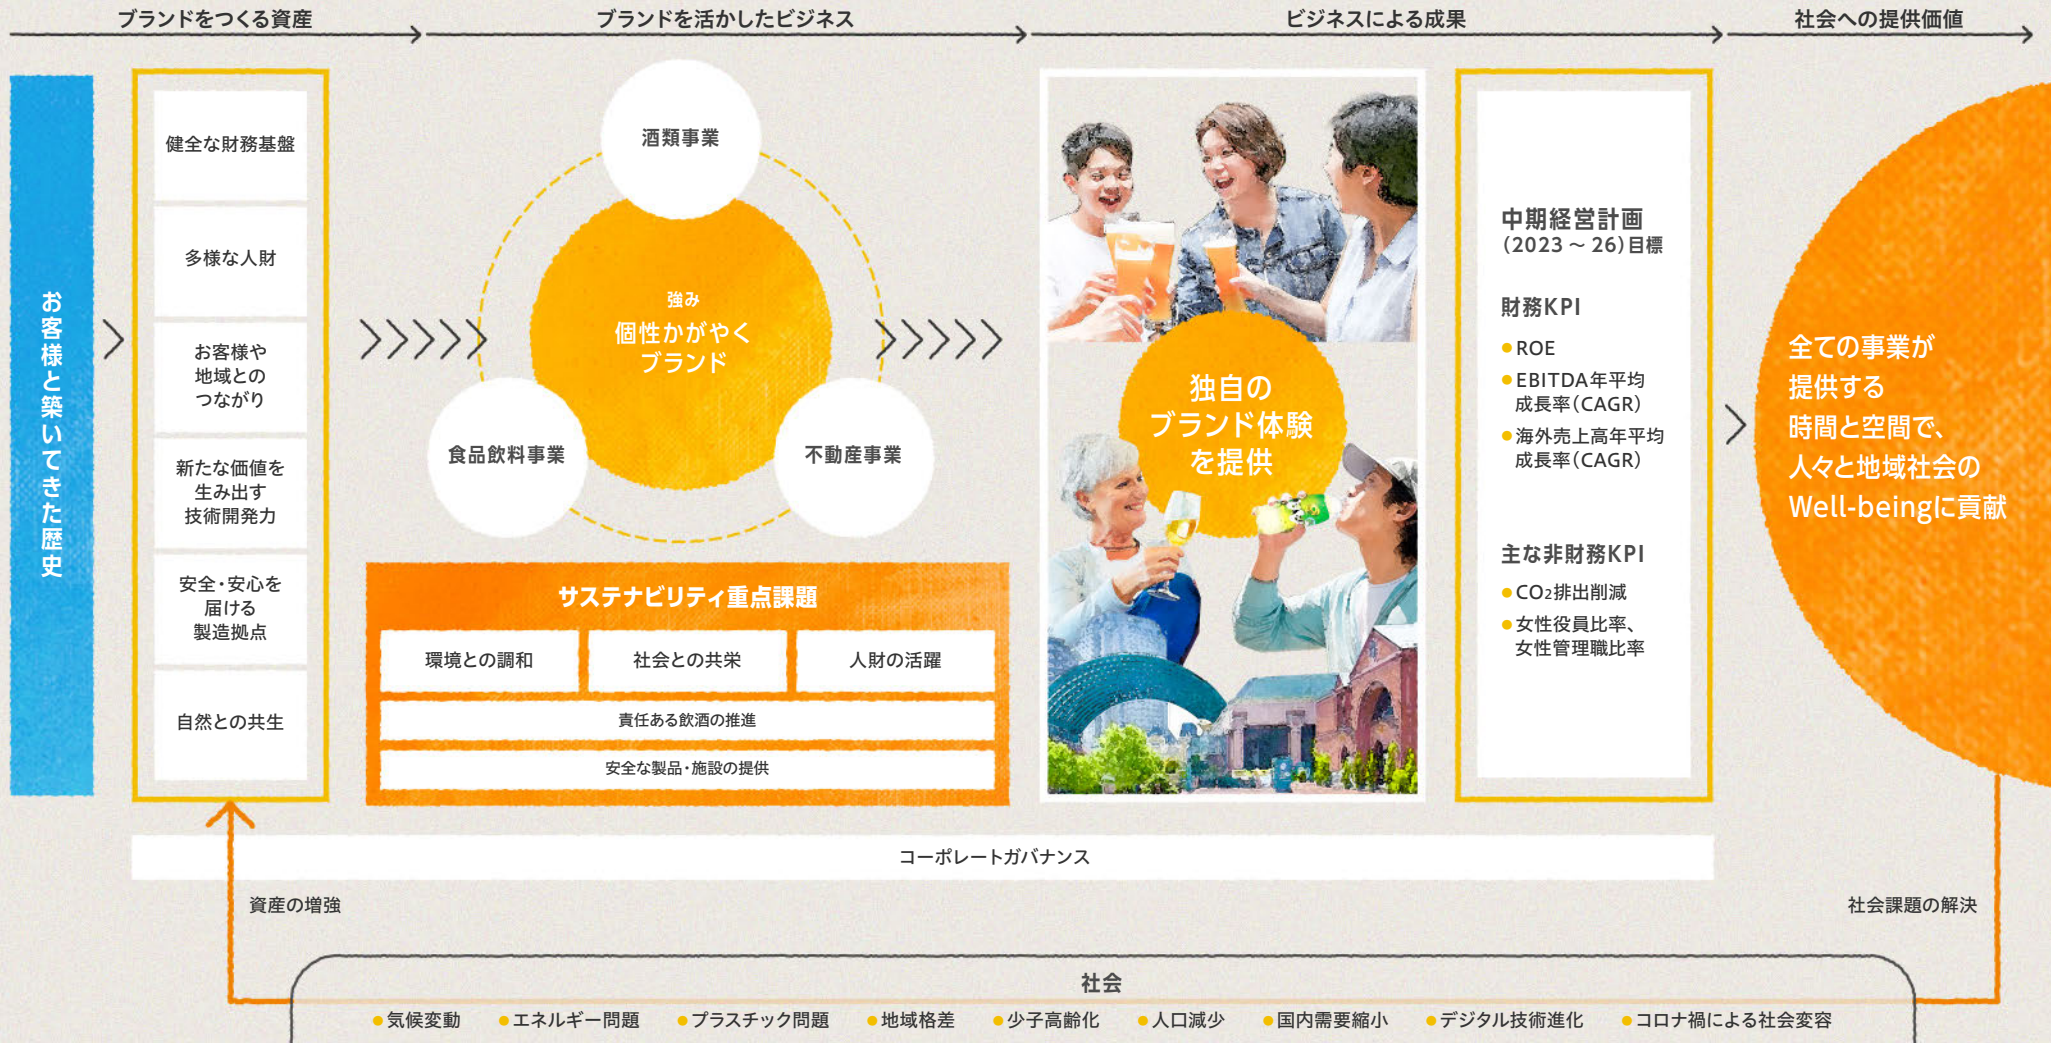 ブランドをつくる資産
ブランドを活かしたビジネス
ビジネスによる成果
社会への提供価値
お客様と築いてきた歴史
健全な財務基盤
多様な人財
お客様や
地域との
つながり
新たな価値を
生み出す
技術開発力
安全・安心を
届ける
製造拠点
自然との共生
酒類事業
強み
個性かがやく
ブランド
食品飲料事業
不動産事業
サステナビリティ重点課題
環境との調和
社会との共栄
人財の活躍
責任ある飲酒の推進
安全な製品・施設の提供
独自の
ブランド体験
を提供
中期経営計画
（2023 ～ 26）目標
財務KPI
●ROE
●EBITDA年平均
成長率（CAGR）
●海外売上高年平均
成長率（CAGR）
主な非財務KPI
●CO2排出削減
●女性役員比率、
女性管理職比率
全ての事業が
提供する
時間と空間で、
人々と地域社会の
Well-beingに貢献
コーポレートガバナンス
資産の増強
社会課題の解決
社会
●気候変動 ●エネルギー問題 ●プラスチック問題 ●地域格差 ●少子高齢化 ●人口減少 ●国内需要縮小 ●デジタル技術進化 ●コロナ禍による社会変容